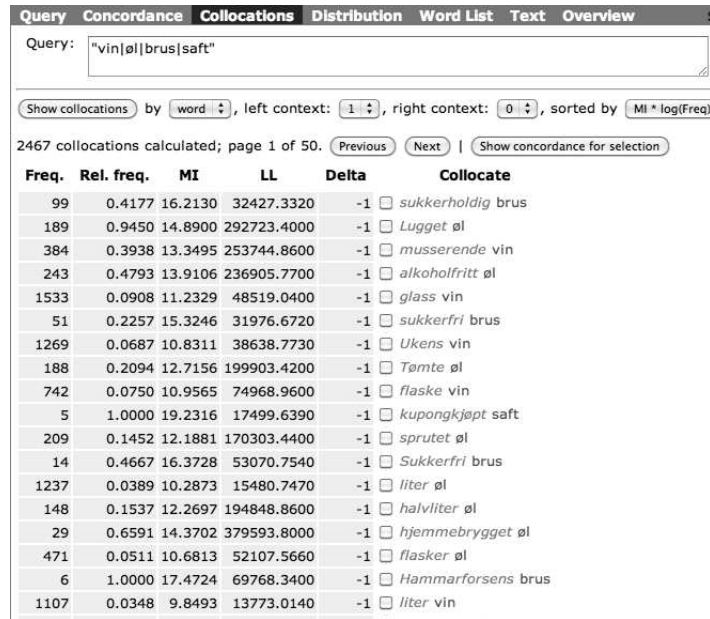 Query Concordance Collocations Distribution Word List Text Overview
Query: "vin|øl|brus|saft"
Show collocations by word , left context: 1 , right context: 0 , sorted by MI * log(Freq)
2467 collocations calculated; page 1 of 50. Previous Next | Show concordance for selection
Freq. Rel. freq. MI LL Delta Collocate
99 0.4177 16.2130 32427.3320 -1 sukkerholdig brus
189 0.9450 14.8900 292723.4000 -1 Lugget øl
384 0.3938 13.3495 253744.8600 -1 musserende vin
243 0.4793 13.9106 236905.7700 -1 alkoholfritt øl
1533 0.0908 11.2329 48519.0400 -1 glass vin
51 0.2257 15.3246 31976.6720 -1 sukkerfri brus
1269 0.0687 10.8311 38638.7730 -1 Ukens vin
188 0.2094 12.7156 199903.4200 -1 Tømte øl
742 0.0750 10.9565 74968.9600 -1 flaske vin
5 1.0000 19.2316 17499.6390 -1 kupongkjøpt saft
209 0.1452 12.1881 170303.4400 -1 sprutet øl
14 0.4667 16.3728 53070.7540 -1 Sukkerfri brus
1237 0.0389 10.2873 15480.7470 -1 liter øl
148 0.1537 12.2697 194848.8600 -1 halvliter øl
29 0.6591 14.3702 379593.8000 -1 hjemmebrygget øl
471 0.0511 10.6813 52107.5660 -1 flasker øl
6 1.0000 17.4724 69768.3400 -1 Hammarforsens brus
1107 0.0348 9.8493 13773.0140 -1 liter vin